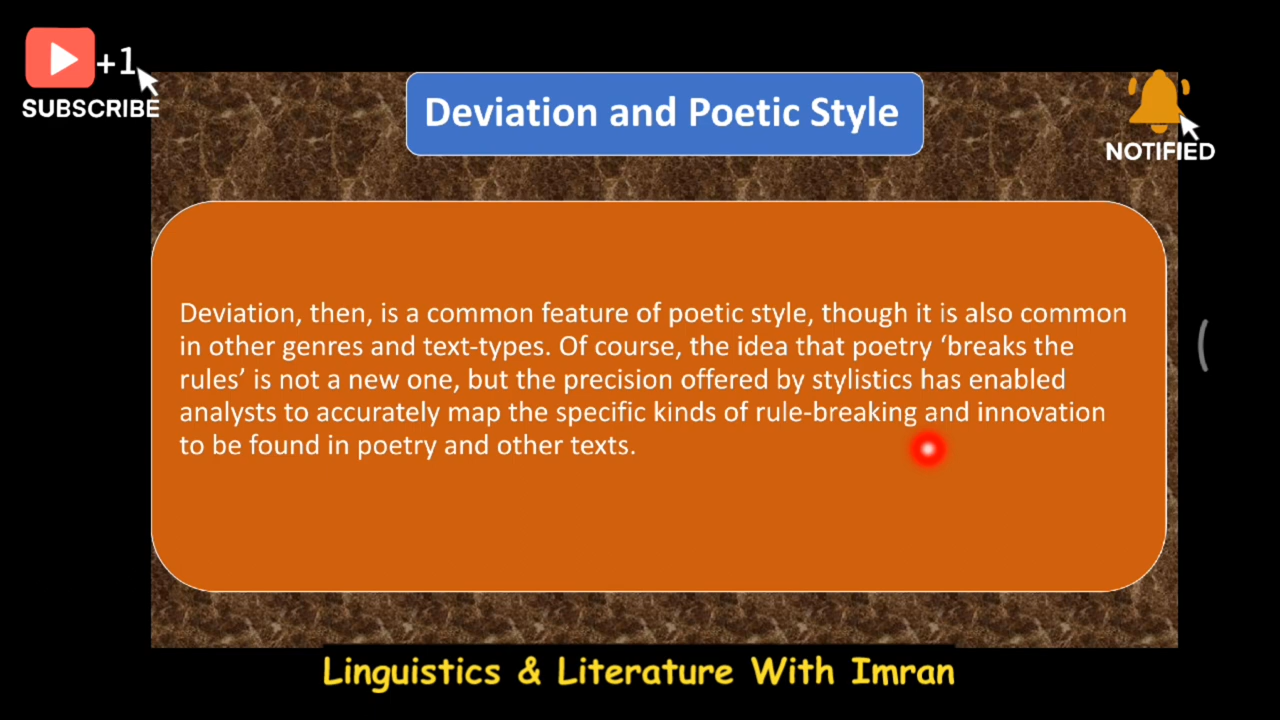 +1
SUBSCRIBE
Deviation and Poetic Style
NOTIFIED
Deviation, then, is a common feature of poetic style, though it is also common
in other genres and text-types. Of course, the idea that poetry ‘breaks the
rules’ is not a new one, but the precision offered by stylistics has enabled
analysts to accurately map the specific kinds of rule-breaking and innovation
to be found in poetry and other texts.
Linguistics & Literature With Imran